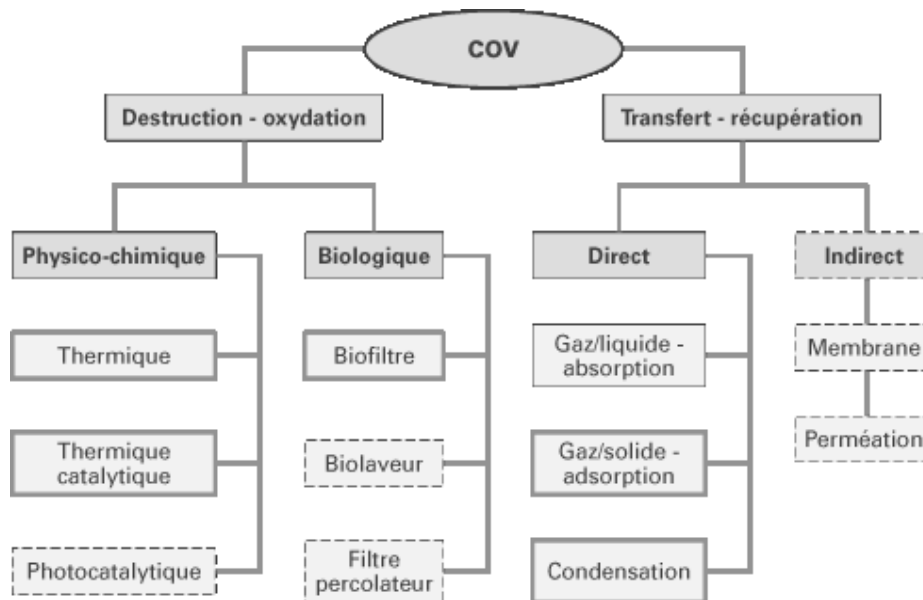 COV
Destruction - oxydation
Transfert - récupération
Physico-chimique
Biologique
Direct
Indirect
Thermique
Biofiltre
Gaz/liquide -
absorption
Membrane
Thermique
catalytique
Biolaveur
Gaz/solide -
adsorption
Perméation
Photocatalytique
Filtre
percolateur
Condensation